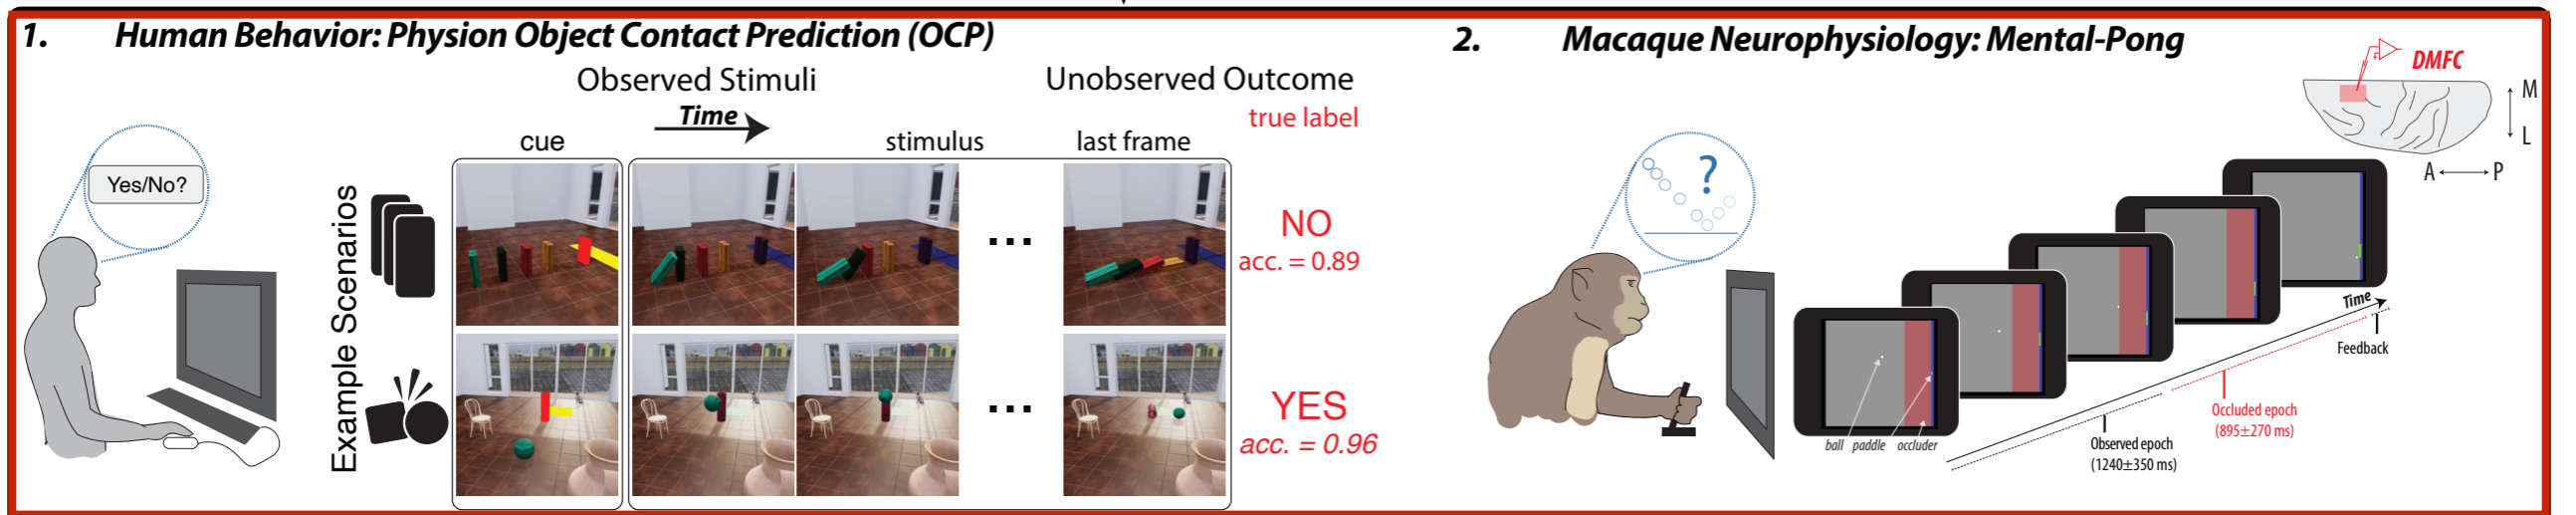 1. Human Behavior: Physion Object Contact Prediction (OCP)
Observed Stimuli
Unobserved Outcome
Time
true label
cue
stimulus
last frame
Yes/No?
Example Scenarios
...
NO
acc. = 0.89
...
YES
acc. = 0.96
2. Macaque Neurophysiology: Mental-Pong
DMFC
M
L
A
P
?
Time
Feedback
Occluded epoch
(895±270 ms)
Observed epoch
(1240±350 ms)
ball paddle occluder